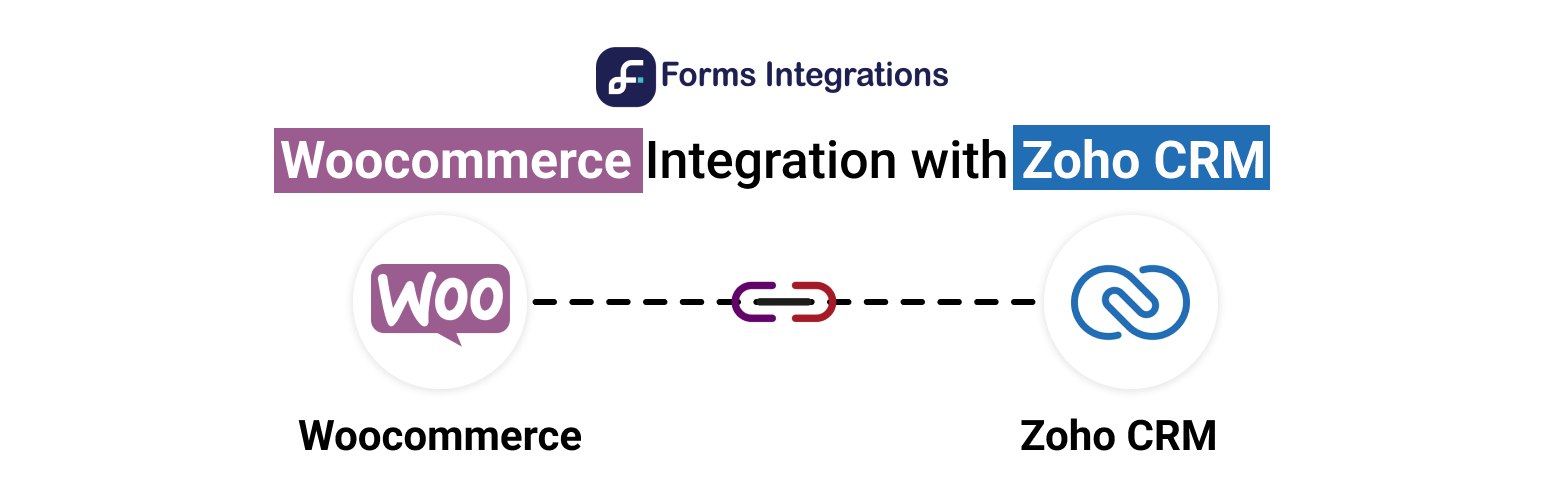 Forms Integrations
Woocommerce Integration with Zoho CRM
WOO
Woocommerce
Zoho CRM